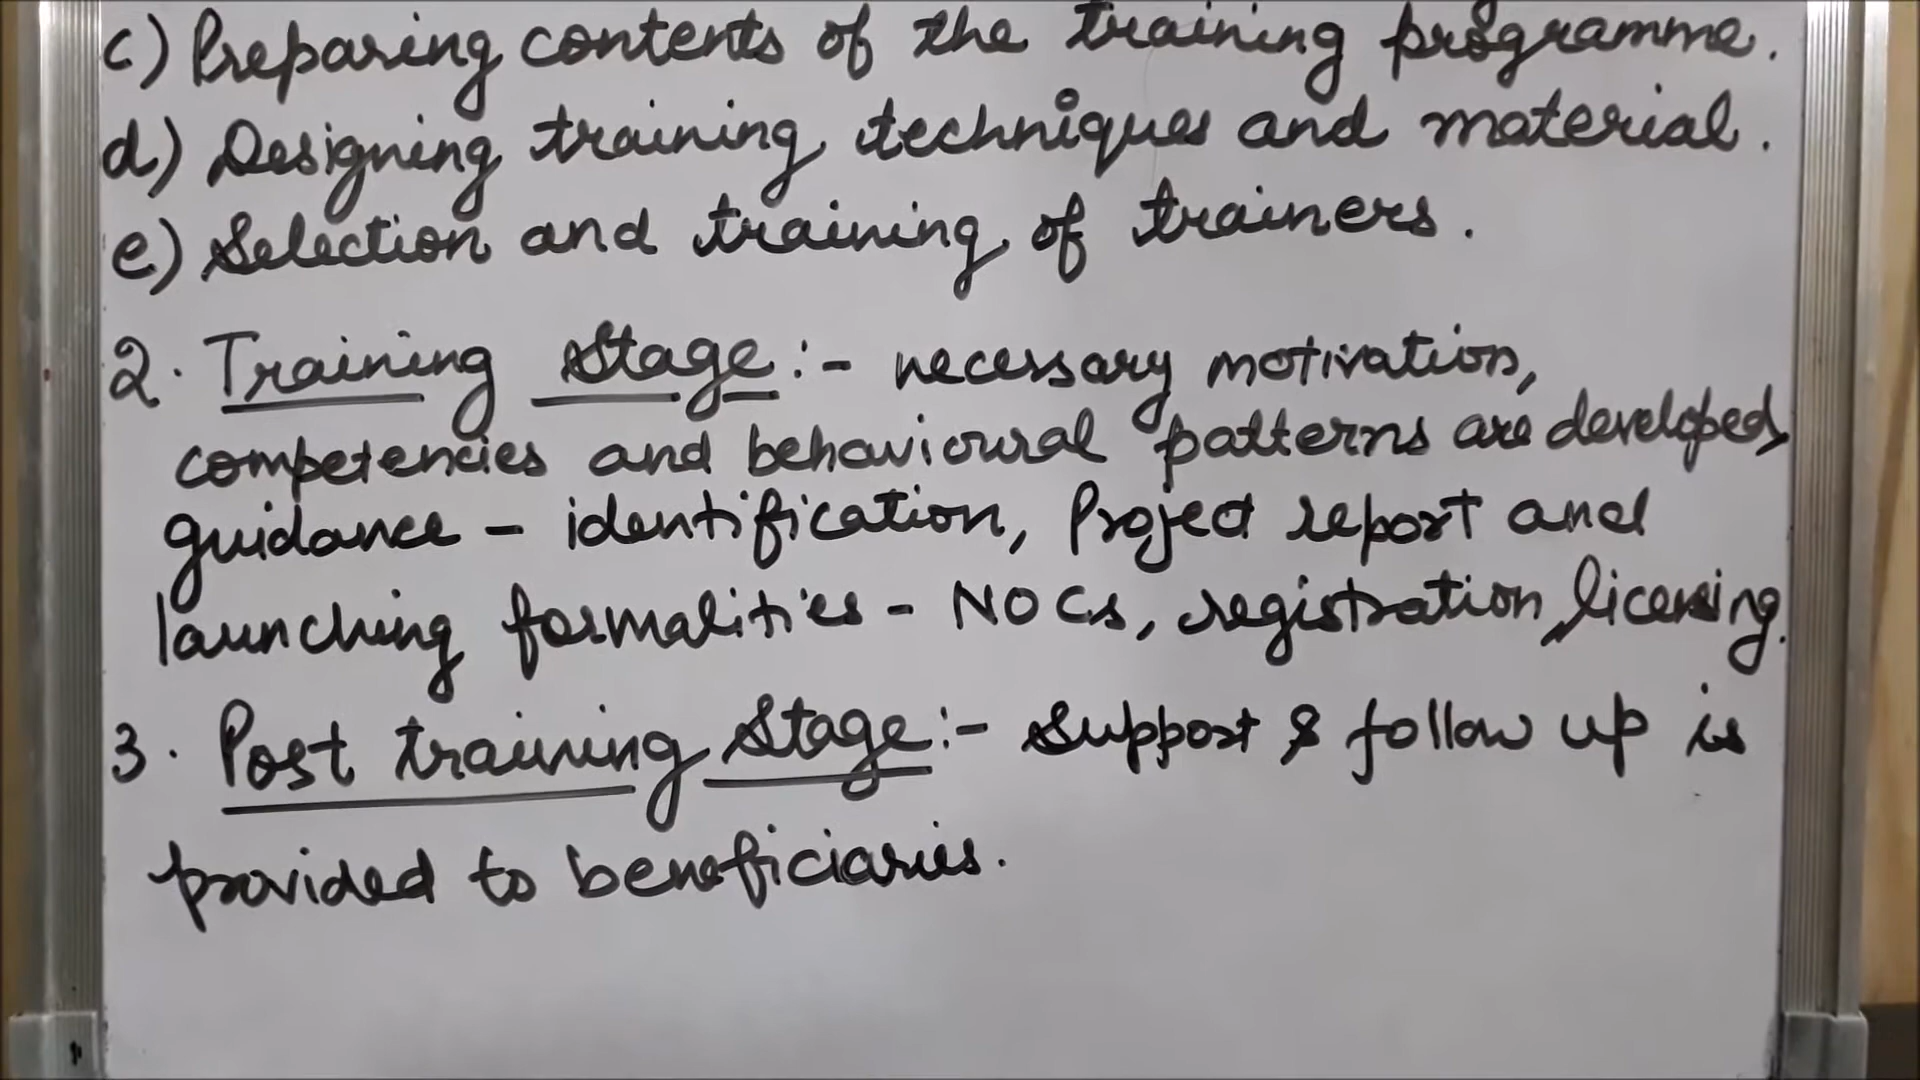 c) Preparing contents of the training programme.
d) Designing training techniques and material.
e) Selection and training of trainers.
2. Training Stage :- necessary motivation,
competencies and behavioural patterns are developed,
guidance - identification, Project report and
launching formalities - NOCs, registration, licensing.
3. Post training Stage :- Support & follow up is
provided to beneficiaries.